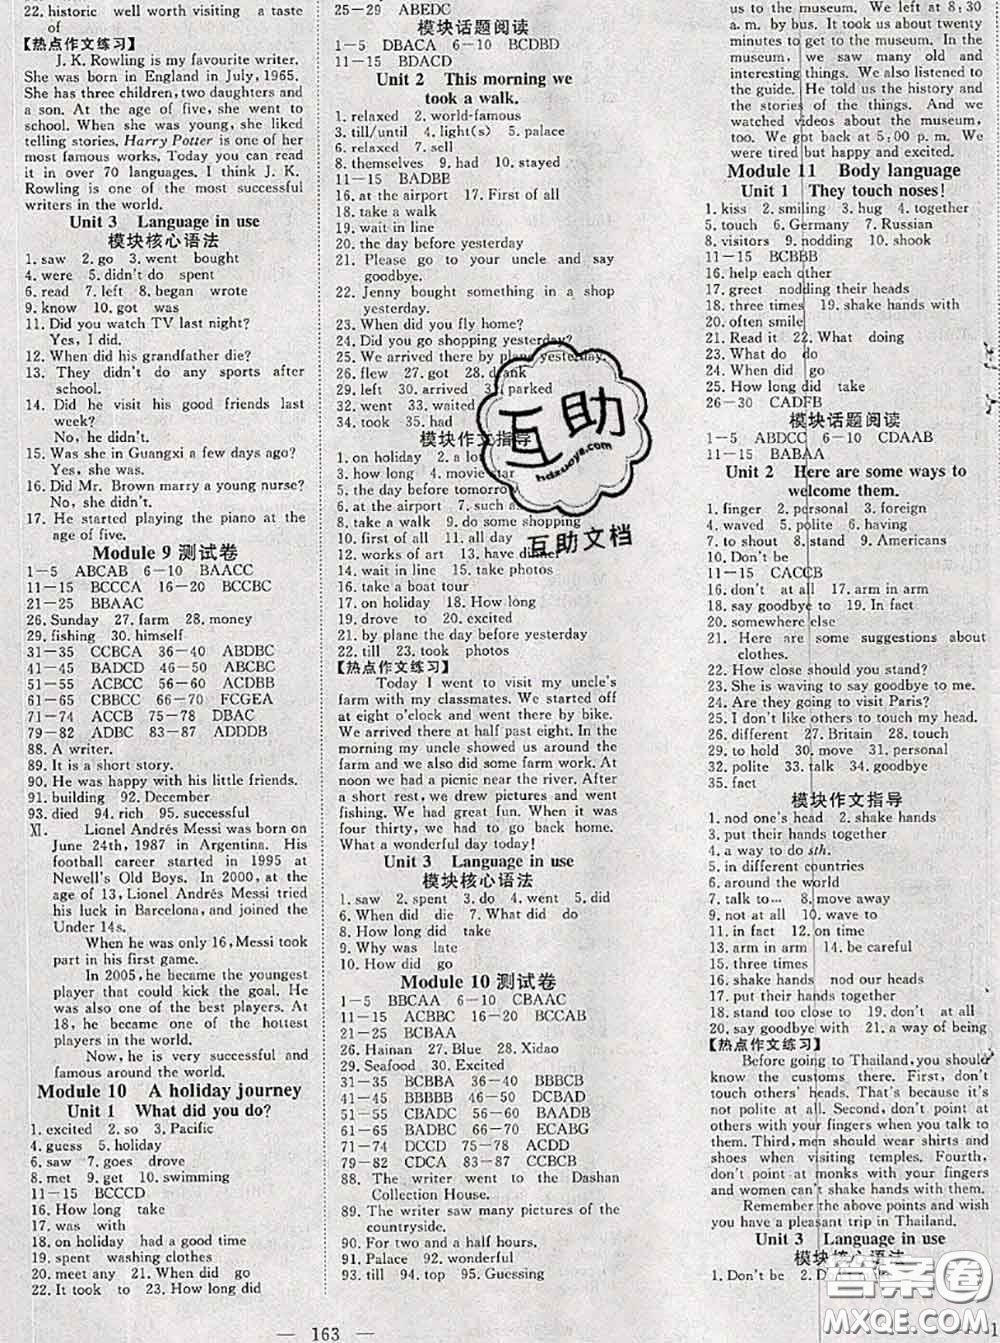 22. historic  well  worth  visiting  a  taste
of
【热点作文练习】
J. K. Rowling is my favourite writer.
She was born in England in July, 1965.
She has three children, two daughters and
a son. At the age of five, she went to
school. When she was young, she liked
telling stories. Harry Potter is one of her
most famous works. Today you can read
it in over 70 languages. I think J. K.
Rowling is one of the most successful
writers in the world.
Unit 3 Language in use
模块核心语法
1. saw 2. go 3. went bought
4. were 5. didn't do spent
6. read 7. left 8. began wrote
9. know 10. got was
11. Did you watch TV last night?
Yes, I did.
12. When did his grandfather die?
13. They didn't do any sports after
school.
14. Did he visit his good friends last
week?
No, he didn't.
15. Was she in Guangxi a few days ago?
Yes, she was.
16. Did Mr. Brown marry a young nurse?
No, she didn't.
17. He started playing the piano at the
age of five.
Module 9 测试卷
1-5 ABCAB 6-10 BAACC
11-15 BCCCA 16-20 BCCBC
21-25 BBAAC
26. Sunday 27. far 28. money
29. fishing 30. himself
31-35 CCBCA 36-40 ABDBC
41-45 BADCD 46-50 ABCBC
51-55 ACBCC 56-60 ACDBB
61-65 CBBDC 66-70 FCGEA
71-74 ACCB 75-78 DBAC
79-82 ADBC 83-87 ADDDB
88. A writer.
89. It is a short story.
90. He was happy with his little friends.
91. building 92. December
93. died 94. rich 95. successful
XI. Lionel Andrés Messi was born on
June 24th, 1987 in Argentina. His
football career started in 1995 at
Newell's Old Boys. In 2000, at the
age of 13, Lionel Andrés Messi tried
his luck in Barcelona, and joined the
Under 14s.
When he was only 16, Messi took
part in his first game.
In 2005, he became the youngest
player that could kick the goal. He
was also one of the best players. At
18, he became one of the hottest
players in the world.
Now, he is very successful and
famous around the world.
Module 10 A holiday journey
Unit 1 What did you do?
1. excited 2. so 3. Pacific
4. guess 5. holiday
6. saw 7. goes drove
8. met 9. get 10. swimming
11-15 BCCCD
16. How long take
17. was with
18. on holiday had a good time
19. spent washing clothes
20. meet any 21. When did go
22. It took to 23. How long did
25-29 ABEDC
模块话题阅读
1-5 DBACA 6-10 BCDBD
11-15 BDACD
Unit 2 This morning we
took a walk.
1. relaxed 2. world-famous
3. till/until 4. light(s) 5. palace
6. relaxed 7. sell
8. themselves 9. had 10. stayed
11-15 BADBE
16. at the airport 17. First of all
18. take a walk
19. wait in line
20. the day before yesterday
21. Please go to your uncle and say
goodbye.
22. Jenny bought something in a shop
yesterday.
23. When did you fly home?
24. Did you go shopping yesterday?
25. We arrived there by plane yesterday.
26. flew 27. got 28. drank
29. left 30. parked
32. went 33. waited
34. took 35. had
模块作文指导
1. on holiday 2. a lot
3. how long 4. movie star
5. the day before tomorrow
6. at the airport 7. such as
8. take a walk 9. do some shopping
10. first of all 11. all day
12. works of art 13. have dinner
14. wait in line 15. take photos
16. take a boat tour
17. on holiday 18. How long
19. drove to 20. excited
21. by plane the day before yesterday
22. till 23. took photos
【热点作文练习】
Today I went to visit my uncle's
farm with my classmates. We started off
at eight o'clock and went there by bike.
We arrived there at half past eight. In the
morning my uncle showed us around the
farm and we also did some farm work. At
noon we had a picnic near the river. After
a short rest, we drew pictures and went
fishing. We had great fun. When it was
four thirty, we had to come back home.
What a wonderful day today!
Unit 3 Language in use
模块核心语法
1. saw 2. spent 3. do 4. went 5. did
6. When did die 7. What did do
8. How long did
9. Why was late
10. How did go
Module 10 测试卷
1-5 BBCAA 6-10 CBAAC
11-15 ACBBC 16-20 BCCAB
21-25 BCBAA
26. Hainan 27. Blue 28. Xidao
29. Seafood 30. Excited
31-35 BCBBA 36-40 BBBCB
41-45 BBBBB 46-50 DCBAD
51-55 CBADC 56-60 ABBBB
61-65 BADBC 66-70 ECABG
71-74 DCCD 75-78 ACDD
79-82 CDCA 83-87 CBBBD
88. The writer went to the Dashan
Collection House.
89. The writer saw many pictures of the
countryside.
90. For two and a half hours.
91. Palace 92. wonderful
93. till 94. top 95. Guessing
us to the museum. We left at 8:30
a. m. by bus. It took us about twenty
minutes to get to the museum. In the
museum, we saw many old and
interesting things. We also listened to
the guide. He told us the history and
the stories of the things. And we
watched videos about the museum,
too. We got back at 5:00 p. m. We
were tired but happy and excited.
Module 11 Body language
Unit 1 They touch noses!
1. kiss 2. smiling 3. hug 4. together
5. touch 6. Germany 7. Russian
8. visitors 9. nodding 10. shook
11-15 BCBBB
16. help each other
17. greet nodding their heads
18. three times 19. shake hands with
20. often smile
21. Read it 22. What doing
23. What do do
24. When did go
25. How long did take
26-30 CADFB
模块话题阅读
1-5 ABDCC 6-10 CDAAB
11-15 BABAA
Unit 2 Here are some ways to
welcome them.
1. finger 2. personal 3. foreign
4. waved 5. polite 6. having
7. to shout 8. stand 9. Americans
10. Don't be
11-15 CACCB
16. don't at all 17. arm in arm
18. say goodbye to 19. In fact
20. somewhere else
21. Here are some suggestions about
clothes.
22. How close should you stand?
23. She is waving to say goodbye to me.
24. Are they going to visit Paris?
25. I don't like others to touch my head.
26. different 27. Britain 28. touch
29. to hold 30. move 31. away
32. polite 33. talk 34. goodbye
35. fact
模块作文指导
1. nod one's head 2. shake hands
3. put their hands together
4. a way to do sth.
5. in different countries
6. around the world
7. talk to… 8. move away
9. not at all 10. wave to
11. in fact 12. on time
13. arm in arm 14. be careful
15. three times
16. shake hands nod our heads
17. put their hands together
18. stand too close to 19. don't at all
20. say goodbye with 21. a way of being
【热点作文练习】
Before going to Thailand, you should
know the customs there. First, don't
touch others' heads. That's because it's
not polite at all. Second, don't point at
others with your fingers when you talk to
them. Third, men should wear shirts and
shoes when visiting temples. Fourth,
don't point at monks with your fingers
and women can't shake hands with them.
Remember the above points and wish
you have a pleasant trip in Thailand.
Unit 3 Language in use
模块核心语法
1. Don't be 2. Don't
互助
hdzuoye.com
互助文档
答案圈
MXQE.COM
— 163 —